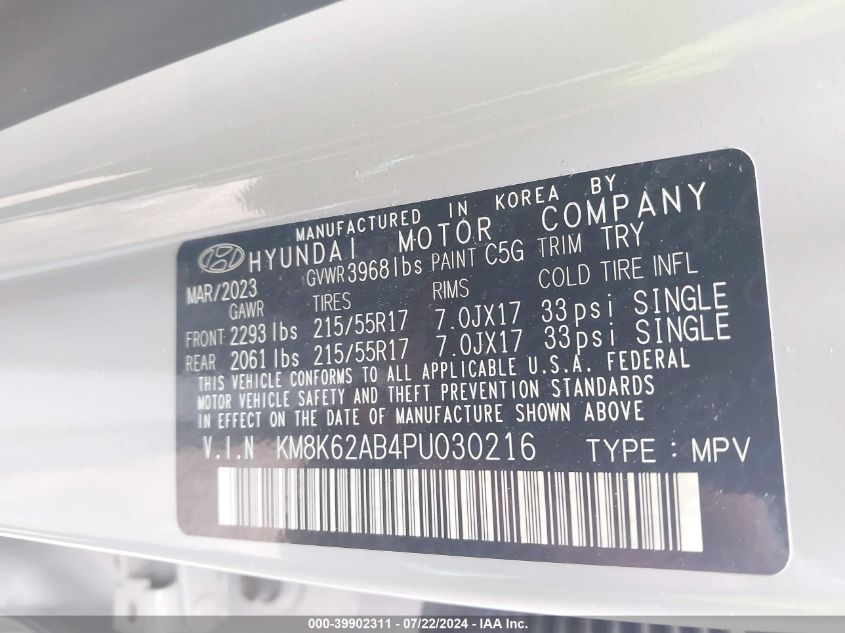 MANUFACTURED IN KOREA BY
HYUNDAI MOTOR COMPANY
MAR/2023 GVWR 3968 lbs PAINT C5G TRIM TRY
GAWR TIRES RIMS COLD TIRE INFL
FRONT 2293 lbs 215/55R17 7.0JX17 33psi SINGLE
REAR 2061 lbs 215/55R17 7.0JX17 33psi SINGLE
THIS VEHICLE CONFORMS TO ALL APPLICABLE U.S.A. FEDERAL
MOTOR VEHICLE SAFETY AND THEFT PREVENTION STANDARDS
IN EFFECT ON THE DATE OF MANUFACTURE SHOWN ABOVE
V.I.N KM8K62AB4PU030216 TYPE : MPV
000-39902311 - 07/22/2024 - IAA Inc.